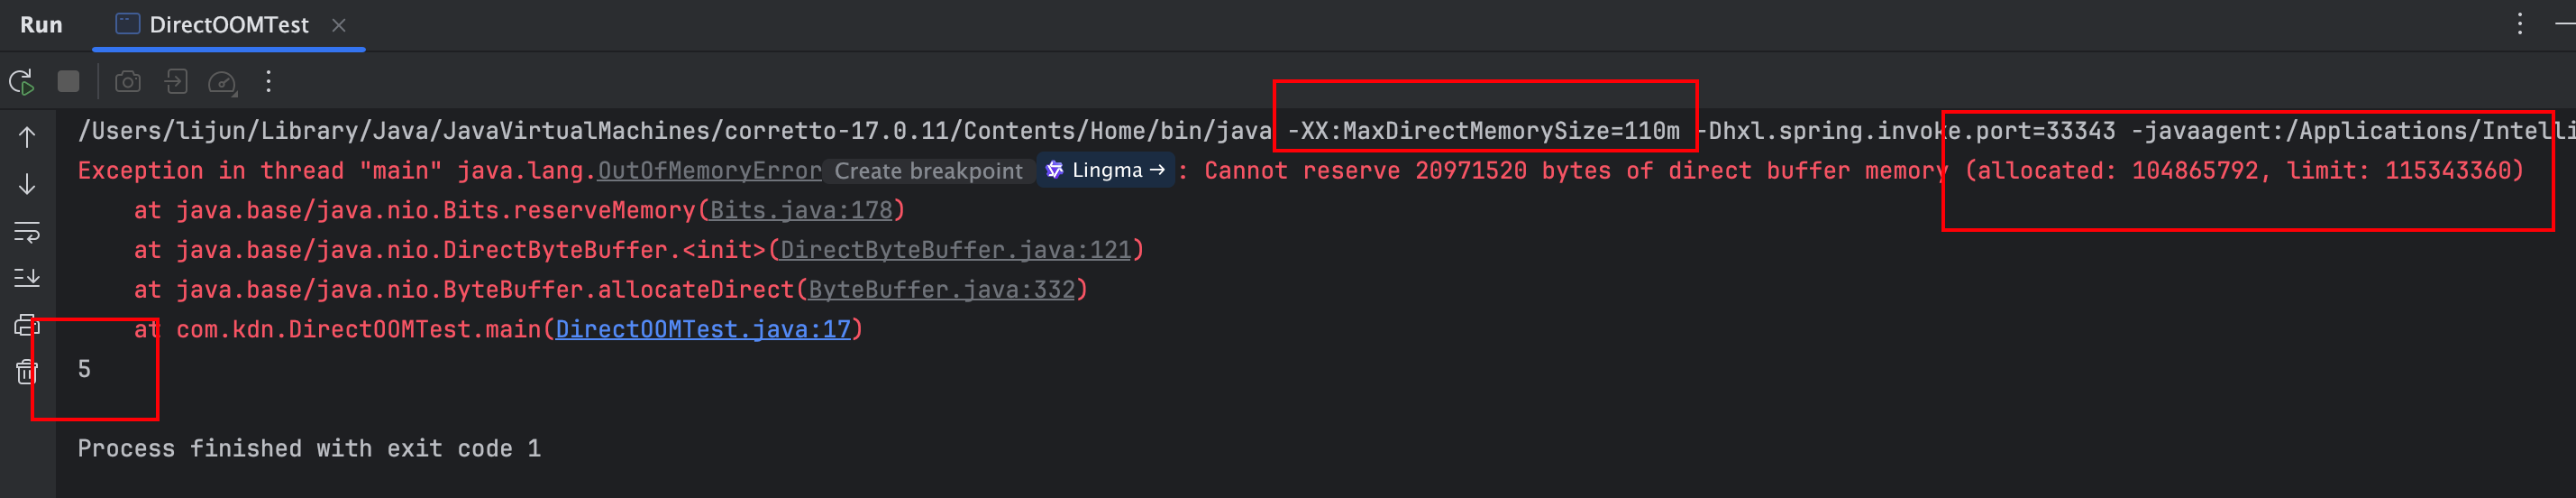 Run DirectOOMTest
/Users/lijun/Library/Java/JavaVirtualMachines/corretto-17.0.11/Contents/Home/bin/java -XX:MaxDirectMemorySize=110m -Dhxl.spring.invoke.port=33343 -javaagent:/Applications/Intelli
Exception in thread "main" java.lang.OutOfMemoryError Create breakpoint Lingma → : Cannot reserve 20971520 bytes of direct buffer memory (allocated: 104865792, limit: 115343360)
at java.base/java.nio.Bits.reserveMemory(Bits.java:178)
at java.base/java.nio.DirectByteBuffer.<init>(DirectByteBuffer.java:121)
at java.base/java.nio.ByteBuffer.allocateDirect(ByteBuffer.java:332)
at com.kdn.DirectOOMTest.main(DirectOOMTest.java:17)
5
Process finished with exit code 1